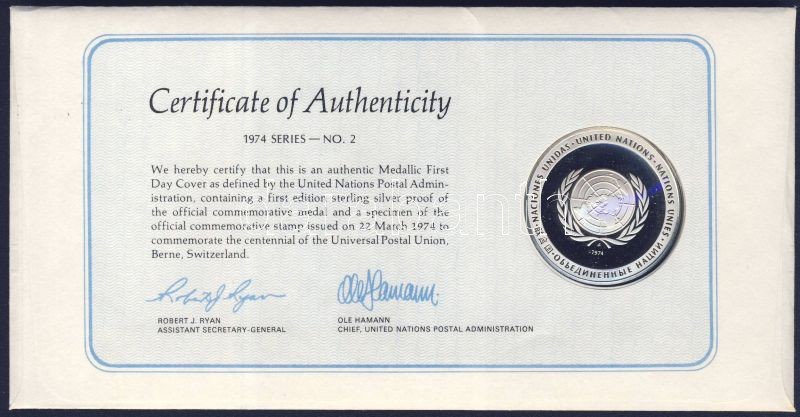 Certificate of Authenticity
1974 SERIES — NO. 2
We hereby certify that this is an authentic Medallic First
Day Cover as defined by the United Nations Postal Admin-
istration, containing a first edition sterling silver proof of
the official commemorative medal and a specimen of the
official commemorative stamp issued on 22 March 1974 to
commemorate the centennial of the Universal Postal Union,
Berne, Switzerland.
Robert J. Ryan
ROBERT J. RYAN
ASSISTANT SECRETARY-GENERAL
Ole Hamann.
OLE HAMANN
CHIEF, UNITED NATIONS POSTAL ADMINISTRATION
NACIONES UNIDAS · UNITED NATIONS · NATIONS UNIES
ОБЪЕДИНЕННЫЕ НАЦИИ
1974